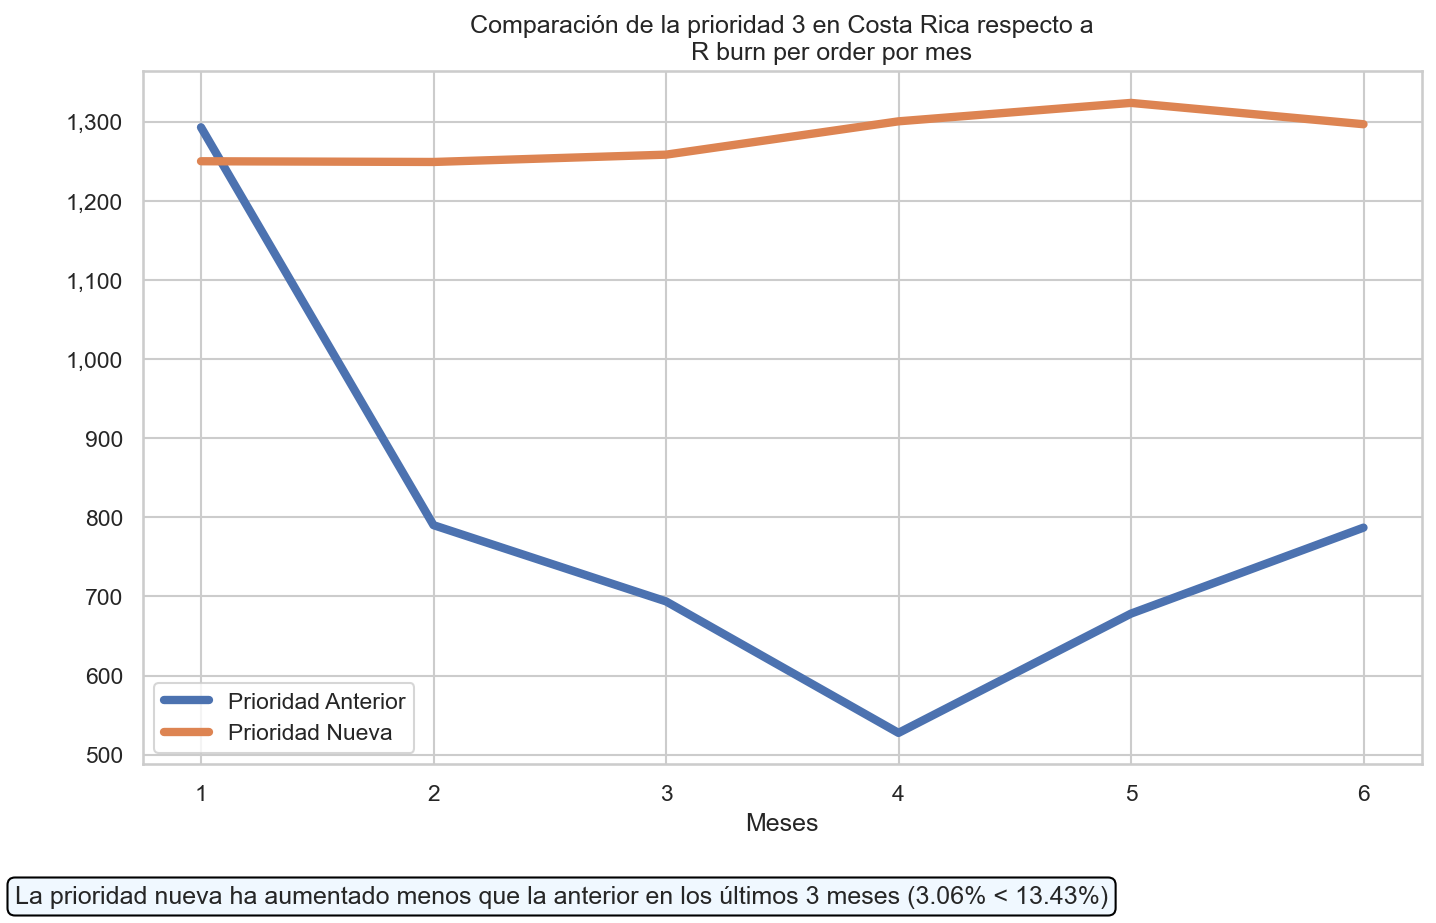 Comparación de la prioridad 3 en Costa Rica respecto a
R burn per order por mes
1,300
1,200
1,100
1,000
900
800
700
600
500
Prioridad Anterior
Prioridad Nueva
1 2 3 4 5 6
Meses
La prioridad nueva ha aumentado menos que la anterior en los últimos 3 meses (3.06% < 13.43%)